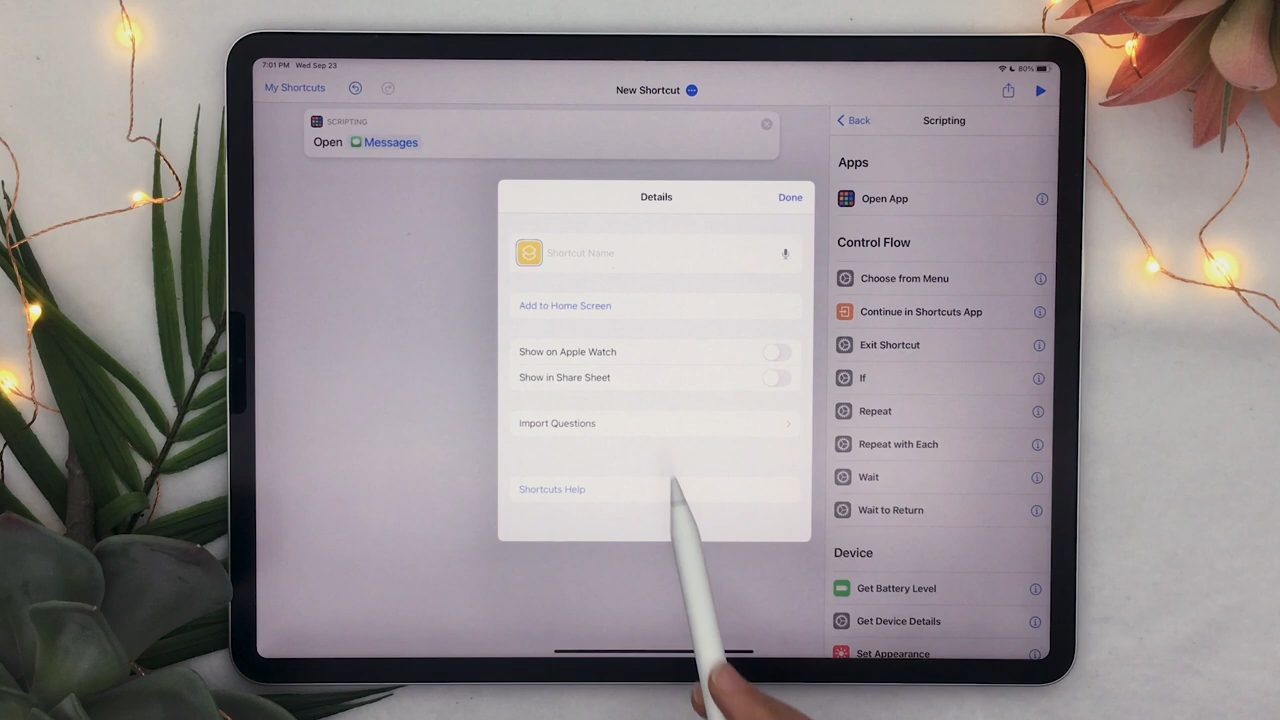 7:01 PM Wed Sep 23
80%
My Shortcuts
New Shortcut
SCRIPTING
Open Messages
Details
Done
Shortcut Name
Add to Home Screen
Show on Apple Watch
Show in Share Sheet
Import Questions
Shortcuts Help
Back
Scripting
Apps
Open App
Control Flow
Choose from Menu
Continue in Shortcuts App
Exit Shortcut
If
Repeat
Repeat with Each
Wait
Wait to Return
Device
Get Battery Level
Get Device Details
Set Appearance